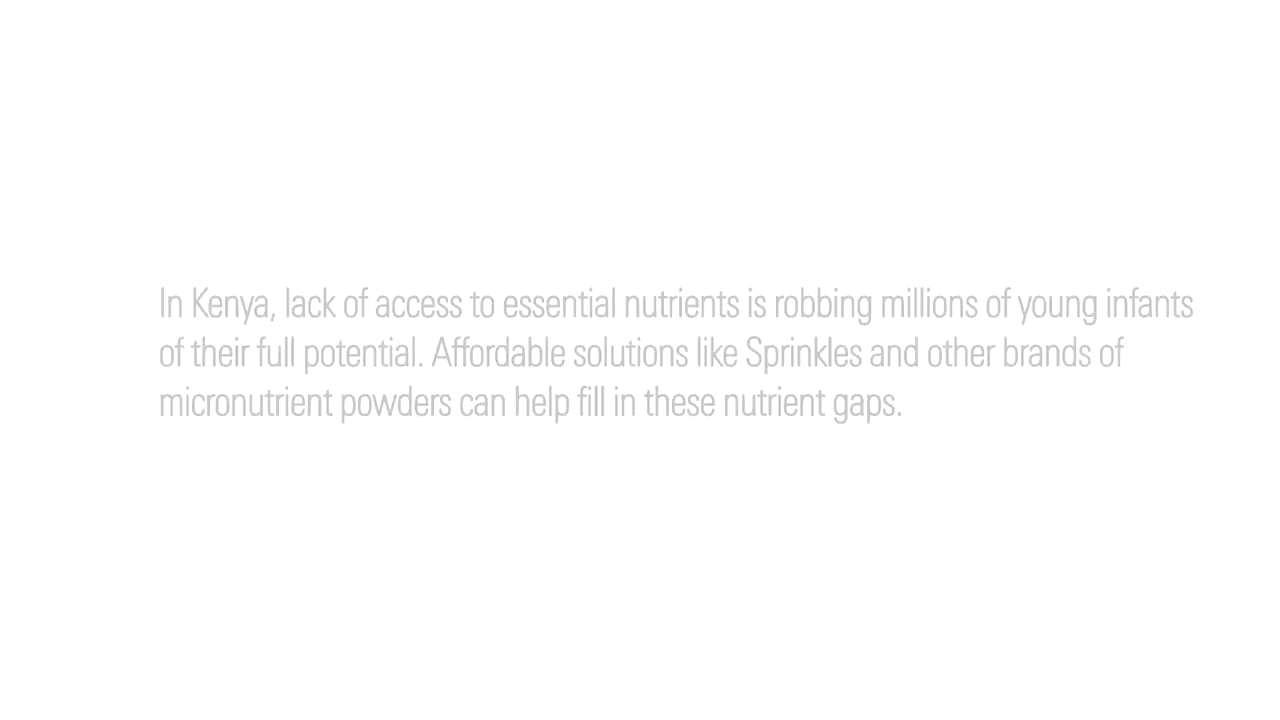 In Kenya, lack of access to essential nutrients is robbing millions of young infants
of their full potential. Affordable solutions like Sprinkles and other brands of
micronutrient powders can help fill in these nutrient gaps.